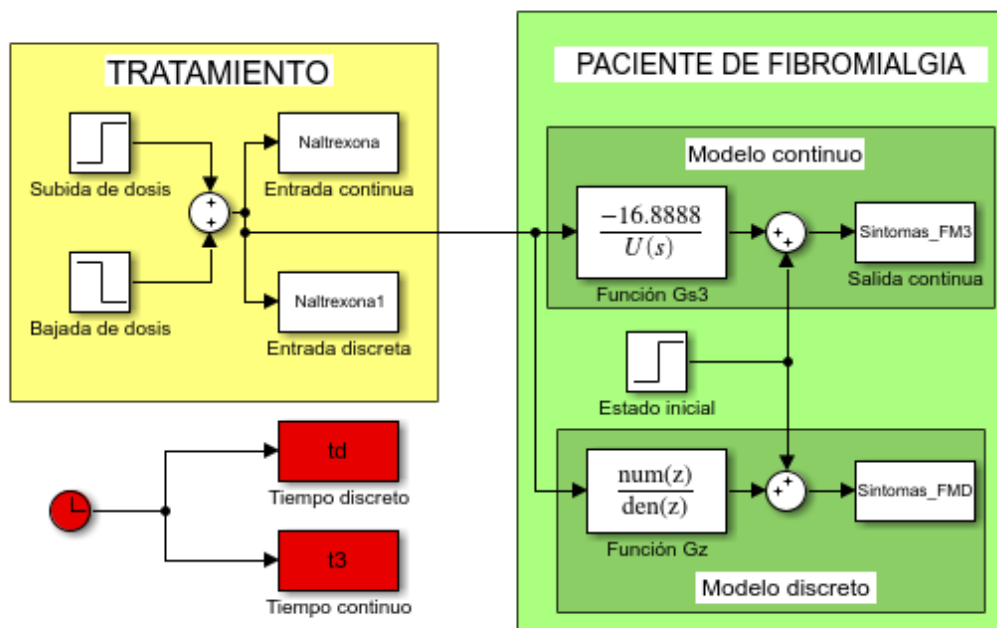 TRATAMIENTO
Subida de dosis
Naltrexona
Entrada continua
+
+
Bajada de dosis
Naltrexona1
Entrada discreta
td
Tiempo discreto
t3
Tiempo continuo
PACIENTE DE FIBROMIALGIA
Modelo continuo
−16.8888
U(s)
Función Gs3
+
+
Sintomas_FM3
Salida continua
Estado inicial
num(z)
den(z)
Función Gz
+
+
Sintomas_FMD
Modelo discreto